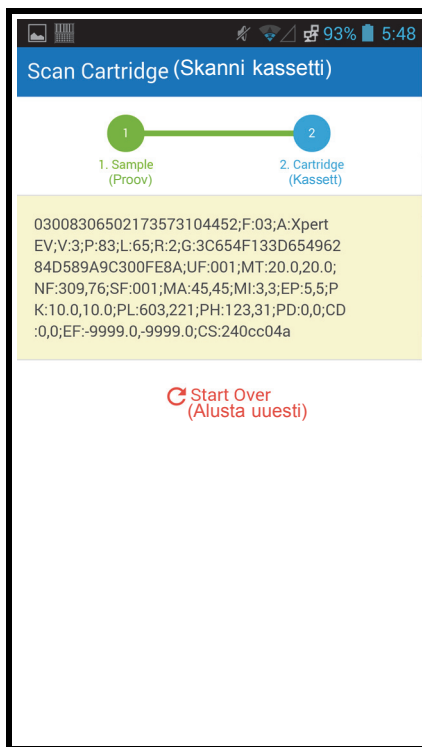 93% 5:48
Scan Cartridge (Skanni kassetti)
1 2
1. Sample 2. Cartridge
(Proov) (Kassett)
03008306502173573104452;F:03;A:Xpert
EV;V:3;P:83;L:65;R:2;G:3C654F133D654962
84D589A9C300FE8A;UF:001;MT:20.0,20.0;
NF:309,76;SF:001;MA:45,45;MI:3,3;EP:5,5;P
K:10.0,10.0;PL:603,221;PH:123,31;PD:0,0;CD
:0,0;EF:-9999.0,-9999.0;CS:240cc04a
Start Over
(Alusta uuesti)